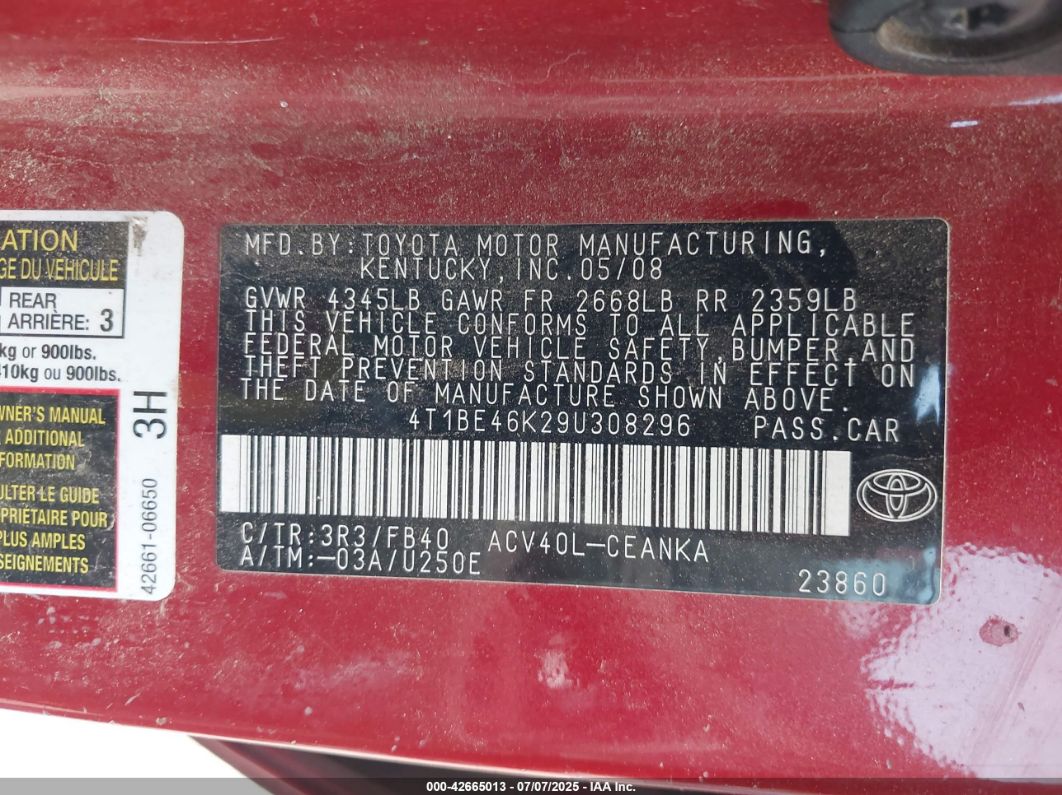 ATION
GE DU VÉHICULE
REAR
ARRIÈRE: 3
kg or 900lbs.
410kg ou 900lbs.
WNER'S MANUAL
ADDITIONAL
FORMATION
ULTER LE GUIDE
PRIÉTAIRE POUR
PLUS AMPLES
SEIGNEMENTS
3H
42661-06650
MFD.BY:TOYOTA MOTOR MANUFACTURING,
KENTUCKY,INC.05/08
GVWR 4345LB GAWR FR 2668LB RR 2359LB
THIS VEHICLE CONFORMS TO ALL APPLICABLE
FEDERAL MOTOR VEHICLE SAFETY,BUMPER,AND
THEFT PREVENTION STANDARDS IN EFFECT ON
THE DATE OF MANUFACTURE SHOWN ABOVE.
4T1BE46K29U308296 PASS.CAR
C/TR:3R3/FB40 ACV40L-CEANKA
A/TM:-03A/U250E
23860
000-42665013 - 07/07/2025 - IAA Inc.